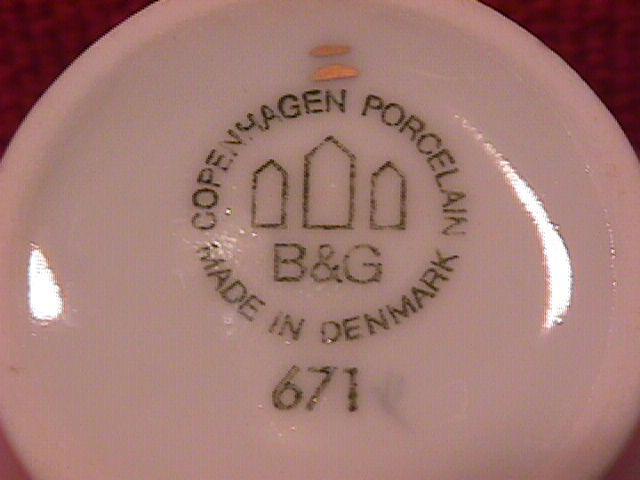 COPENHAGEN PORCELAIN
B&G
MADE IN DENMARK
671